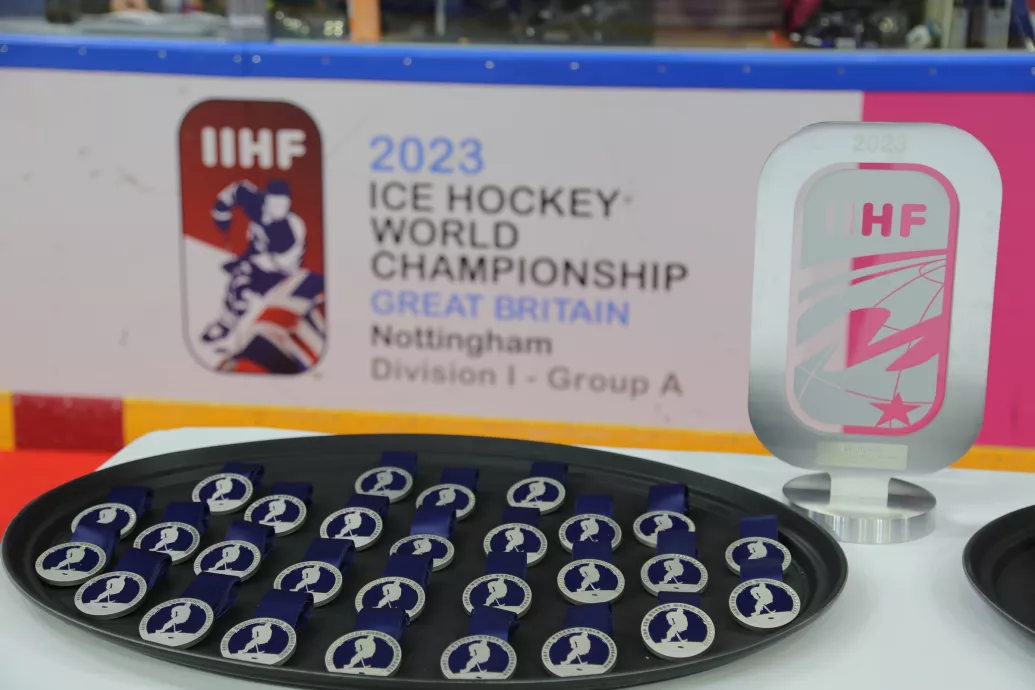 IIHF
2023
ICE HOCKEY
WORLD
CHAMPIONSHIP
GREAT BRITAIN
Nottingham
Division I - Group A
2023
IIHF